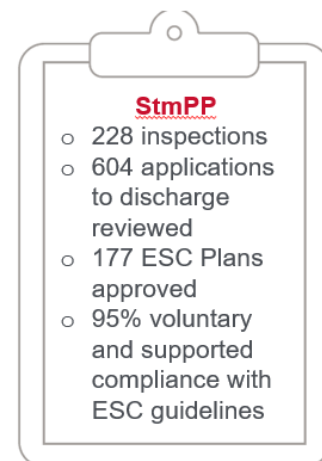 StmPP
o 228 inspections
o 604 applications
to discharge
reviewed
o 177 ESC Plans
approved
o 95% voluntary
and supported
compliance with
ESC guidelines